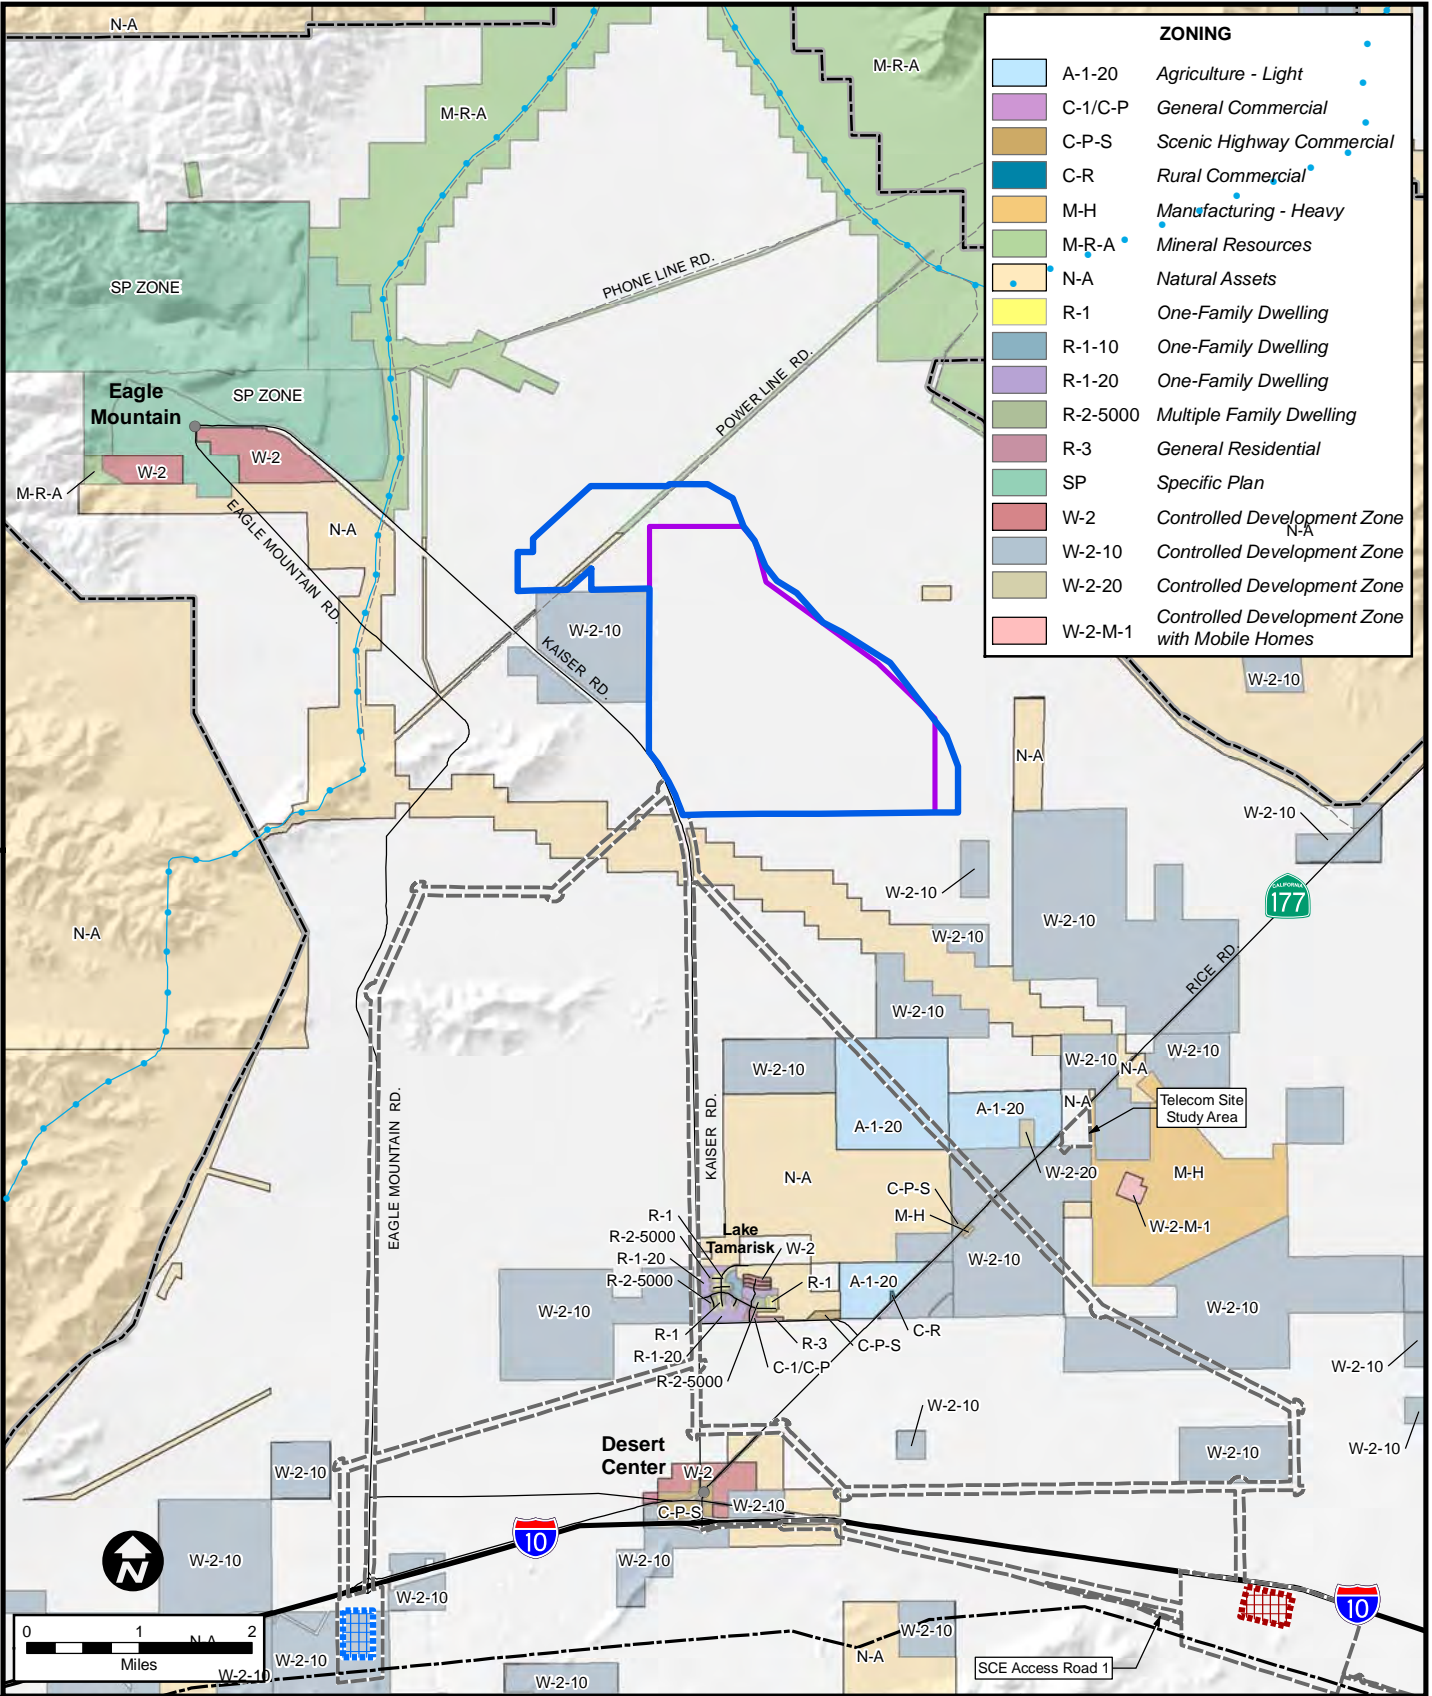 N-A
M-R-A
M-R-A
ZONING
A-1-20 Agriculture - Light
C-1/C-P General Commercial
C-P-S Scenic Highway Commercial
C-R Rural Commercial
M-H Manufacturing - Heavy
M-R-A Mineral Resources
N-A Natural Assets
R-1 One-Family Dwelling
R-1-10 One-Family Dwelling
R-1-20 One-Family Dwelling
R-2-5000 Multiple Family Dwelling
R-3 General Residential
SP Specific Plan
W-2 Controlled Development Zone
N-A
W-2-10 Controlled Development Zone
W-2-20 Controlled Development Zone
W-2-M-1 Controlled Development Zone
with Mobile Homes
SP ZONE
PHONE LINE RD.
POWER LINE RD.
Eagle
Mountain
SP ZONE
W-2
W-2
M-R-A
N-A
EAGLE MOUNTAIN RD.
W-2-10
KAISER RD.
W-2-10
N-A
W-2-10
CALIFORNIA
177
W-2-10
W-2-10
W-2-10
N-A
RICE RD.
W-2-10
W-2-10
W-2-10
N-A
W-2-10
A-1-20
A-1-20
N-A
Telecom Site
Study Area
EAGLE MOUNTAIN RD.
KAISER RD.
N-A
W-2-20
M-H
C-P-S
M-H
W-2-M-1
R-1
R-2-5000
R-1-20
R-2-5000
Lake
Tamarisk
W-2
R-1
A-1-20
W-2-10
W-2-10
W-2-10
R-1
R-1-20
R-2-5000
R-3
C-1/C-P
C-P-S
C-R
W-2-10
W-2-10
W-2-10
W-2-10
Desert
Center
W-2
W-2-10
W-2-10
C-P-S
10
W-2-10
W-2-10
W-2-10
10
N
0 1 2
Miles
N-A
W-2-10
W-2-10
W-2-10
N-A
W-2-10
SCE Access Road 1